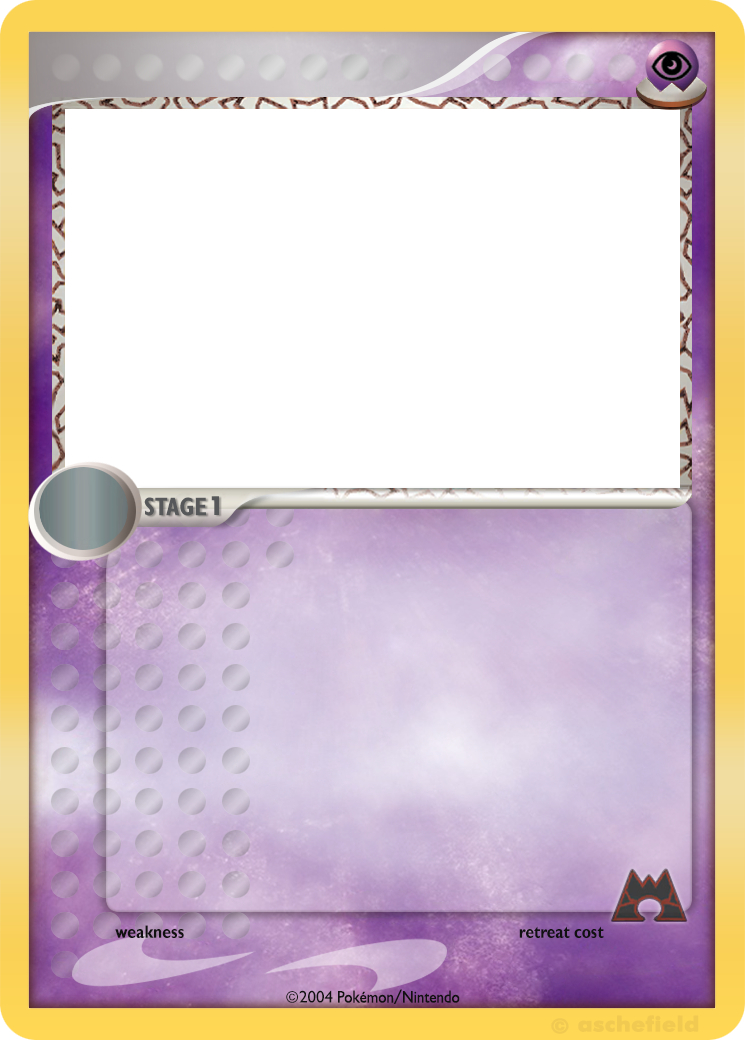 STAGE 1
weakness
retreat cost
©2004 Pokémon/Nintendo
© aschefield